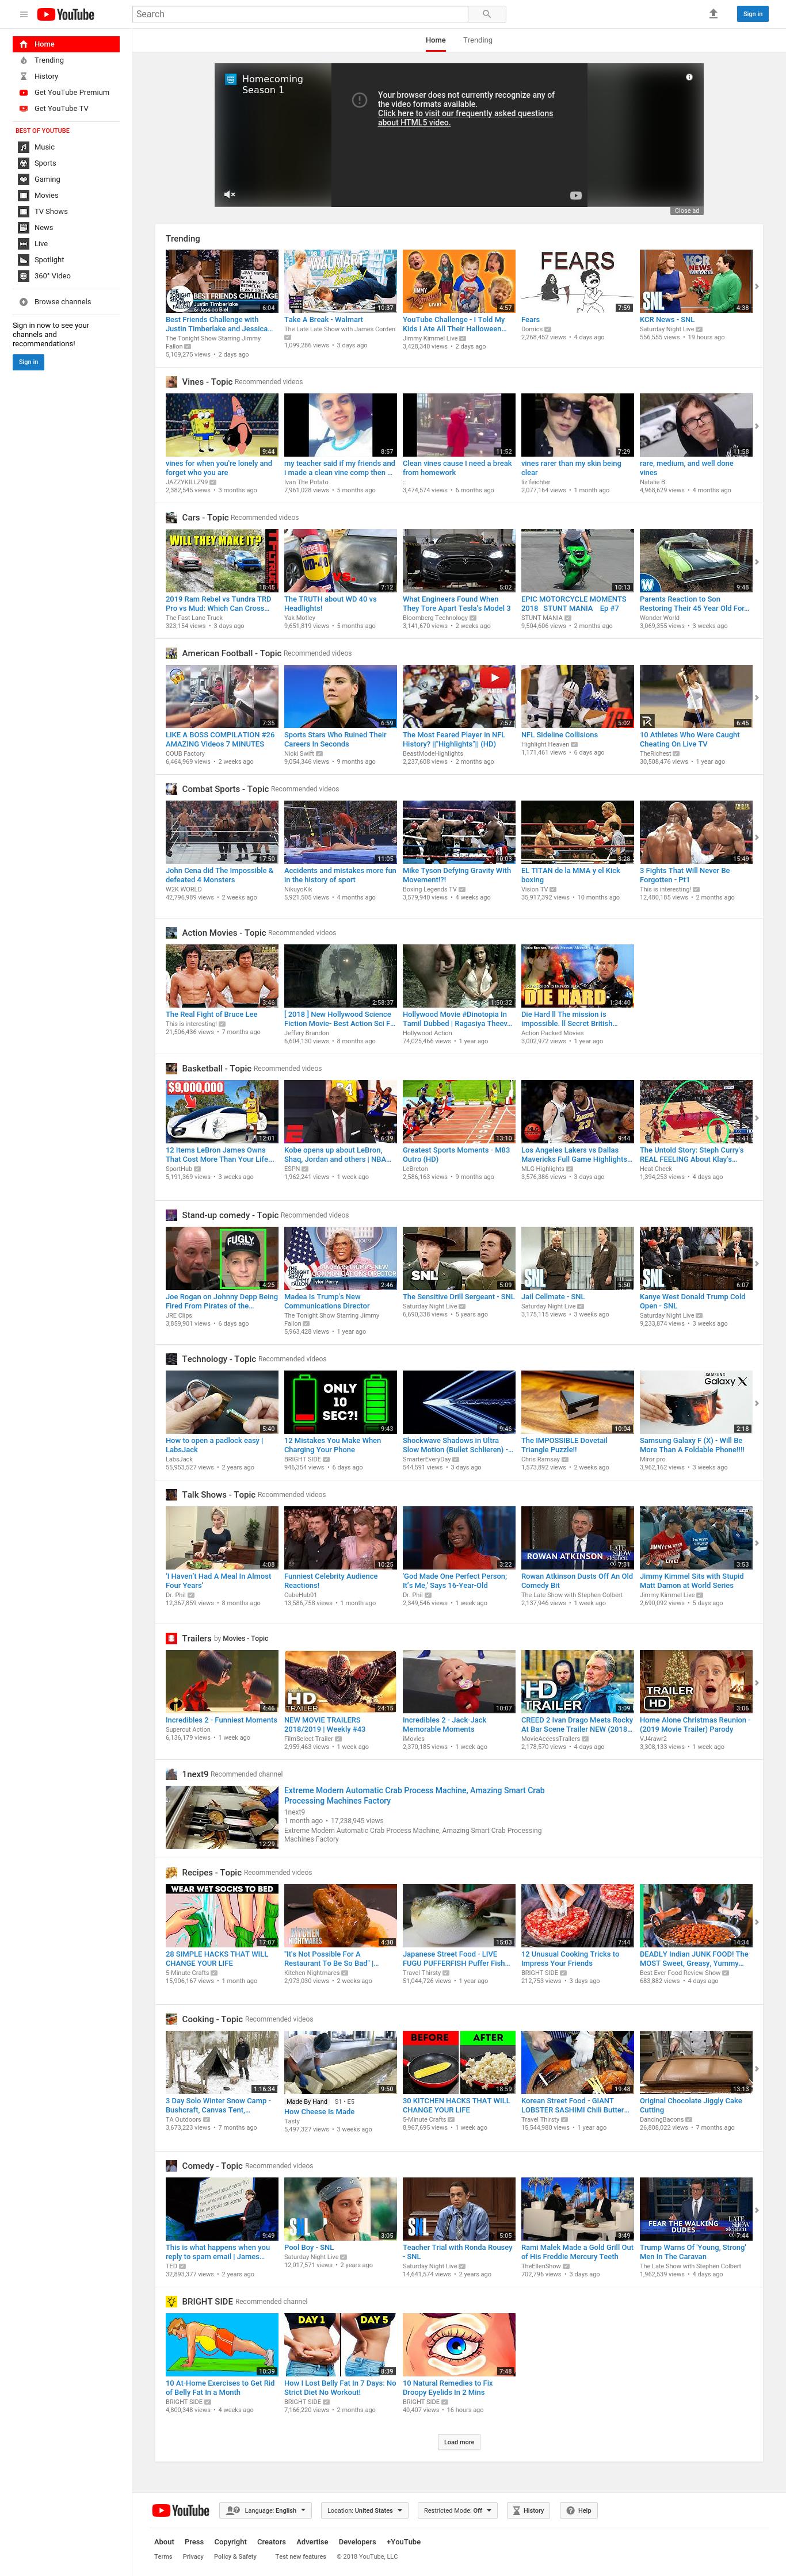 YouTube
Search
Sign in
Home
Trending
History
Get YouTube Premium
Get YouTube TV
BEST OF YOUTUBE
Music
Sports
Gaming
Movies
TV Shows
News
Live
Spotlight
360° Video
Browse channels
Sign in now to see your
channels and
recommendations!
Sign in
Home Trending
Homecoming
Season 1
Your browser does not currently recognize any of
the video formats available.
Click here to visit our frequently asked questions
about HTML5 video.
Close ad
Trending
6:04
Best Friends Challenge with
Justin Timberlake and Jessica...
The Tonight Show Starring Jimmy
Fallon
5,109,275 views • 2 days ago
WALMART
10:37
Take A Break - Walmart
The Late Late Show with James Corden
1,099,286 views • 3 days ago
4:57
YouTube Challenge - I Told My
Kids I Ate All Their Halloween...
Jimmy Kimmel Live
3,428,340 views • 2 days ago
FEARS
7:59
Fears
Domics
2,268,452 views • 4 days ago
KCR
NEWS
SNL
4:38
KCR News - SNL
Saturday Night Live
556,555 views • 19 hours ago
Vines - Topic Recommended videos
9:44
vines for when you're lonely and
forget who you are
JAZZYKILLZ99
2,382,545 views • 3 months ago
8:57
my teacher said if my friends and
i made a clean vine comp then ...
Ivan The Potato
7,961,028 views • 5 months ago
11:52
Clean vines cause I need a break
from homework
3,474,574 views • 6 months ago
7:29
vines rarer than my skin being
clear
liz feichter
2,077,164 views • 1 month ago
11:58
rare, medium, and well done
vines
Natalie B.
4,968,629 views • 4 months ago
Cars - Topic Recommended videos
WILL THEY MAKE IT?
18:45
2019 Ram Rebel vs Tundra TRD
Pro vs Mud: Which Can Cross...
The Fast Lane Truck
323,154 views • 3 days ago
WD-40
VS.
7:12
The TRUTH about WD 40 vs
Headlights!
Yak Motley
9,651,819 views • 5 months ago
5:02
What Engineers Found When
They Tore Apart Tesla's Model 3
Bloomberg Technology
3,141,670 views • 2 weeks ago
10:13
EPIC MOTORCYCLE MOMENTS
2018 STUNT MANIA Ep #7
STUNT MANIA
9,504,606 views • 2 months ago
9:48
Parents Reaction to Son
Restoring Their 45 Year Old For...
Wonder World
3,069,355 views • 3 weeks ago
American Football - Topic Recommended videos
7:35
LIKE A BOSS COMPILATION #26
AMAZING Videos 7 MINUTES
COUB Factory
6,464,969 views • 2 weeks ago
6:59
Sports Stars Who Ruined Their
Careers In Seconds
Nicki Swift
9,054,346 views • 9 months ago
7:57
The Most Feared Player in NFL
History? ||"Highlights"|| (HD)
BeastModeHighlights
2,237,608 views • 2 months ago
5:02
NFL Sideline Collisions
Highlight Heaven
1,171,461 views • 6 days ago
6:45
10 Athletes Who Were Caught
Cheating On Live TV
TheRichest
30,508,476 views • 1 year ago
Combat Sports - Topic Recommended videos
17:50
John Cena did The Impossible &
defeated 4 Monsters
W2K WORLD
42,796,989 views • 2 weeks ago
11:05
Accidents and mistakes more fun
in the history of sport
NikuyoKik
5,921,505 views • 4 months ago
10:03
Mike Tyson Defying Gravity With
Movement!?!
Boxing Legends TV
3,579,940 views • 4 weeks ago
3:28
EL TITAN de la MMA y el Kick
boxing
Vision TV
35,917,392 views • 10 months ago
15:49
3 Fights That Will Never Be
Forgotten - Pt1
This is interesting!
12,480,185 views • 2 months ago
Action Movies - Topic Recommended videos
3:46
The Real Fight of Bruce Lee
This is interesting!
21,506,436 views • 7 months ago
2:58:37
[ 2018 ] New Hollywood Science
Fiction Movie- Best Action Sci F...
Jeffery Brandon
6,604,130 views • 8 months ago
1:50:32
Hollywood Movie #Dinotopia In
Tamil Dubbed | Ragasiya Theev...
Hollywood Action
74,025,466 views • 1 year ago
DIE HARD
1:34:40
Die Hard ll The mission is
impossible. ll Secret British...
Action Packed Movies
3,002,972 views • 1 year ago
Basketball - Topic Recommended videos
$9,000,000
12:01
12 Items LeBron James Owns
That Cost More Than Your Life...
SportHub
5,191,369 views • 3 weeks ago
6:39
Kobe opens up about LeBron,
Shaq, Jordan and others | NBA...
ESPN
1,962,241 views • 1 week ago
13:10
Greatest Sports Moments - M83
Outro (HD)
LeBreton
2,586,163 views • 9 months ago
9:44
Los Angeles Lakers vs Dallas
Mavericks Full Game Highlights...
MLG Highlights
3,576,386 views • 3 days ago
3:41
The Untold Story: Steph Curry's
REAL FEELING About Klay's...
Heat Check
1,394,253 views • 4 days ago
Stand-up comedy - Topic Recommended videos
FUGLY
4:25
Joe Rogan on Johnny Depp Being
Fired From Pirates of the...
JRE Clips
3,859,901 views • 6 days ago
2:46
Madea Is Trump's New
Communications Director
The Tonight Show Starring Jimmy
Fallon
5,963,428 views • 1 year ago
SNL
5:09
The Sensitive Drill Sergeant - SNL
Saturday Night Live
6,690,338 views • 5 years ago
SNL
5:50
Jail Cellmate - SNL
Saturday Night Live
3,175,115 views • 3 weeks ago
SNL
6:07
Kanye West Donald Trump Cold
Open - SNL
Saturday Night Live
9,233,874 views • 3 weeks ago
Technology - Topic Recommended videos
5:40
How to open a padlock easy |
LabsJack
LabsJack
55,953,527 views • 2 years ago
ONLY
10
SEC?!
9:43
12 Mistakes You Make When
Charging Your Phone
BRIGHT SIDE
946,354 views • 6 days ago
9:46
Shockwave Shadows in Ultra
Slow Motion (Bullet Schlieren) -...
SmarterEveryDay
544,591 views • 3 days ago
10:04
The IMPOSSIBLE Dovetail
Triangle Puzzle!!
Chris Ramsay
1,573,892 views • 2 weeks ago
SAMSUNG
Galaxy X
2:18
Samsung Galaxy F (X) - Will Be
More Than A Foldable Phone!!!!
Miror pro
3,962,162 views • 3 weeks ago
Talk Shows - Topic Recommended videos
4:08
'I Haven't Had A Meal In Almost
Four Years'
Dr. Phil
12,367,859 views • 8 months ago
10:25
Funniest Celebrity Audience
Reactions!
CubeHub01
13,586,758 views • 1 month ago
3:22
'God Made One Perfect Person;
It's Me,' Says 16-Year-Old
Dr. Phil
2,349,546 views • 1 week ago
ROWAN ATKINSON
7:31
Rowan Atkinson Dusts Off An Old
Comedy Bit
The Late Show with Stephen Colbert
2,137,946 views • 1 week ago
3:53
Jimmy Kimmel Sits with Stupid
Matt Damon at World Series
Jimmy Kimmel Live
2,690,092 views • 5 days ago
Trailers by Movies - Topic
4:46
Incredibles 2 - Funniest Moments
Supercut Action
6,136,179 views • 1 week ago
HD
TRAILER
24:15
NEW MOVIE TRAILERS
2018/2019 | Weekly #43
FilmSelect Trailer
2,959,463 views • 1 week ago
10:07
Incredibles 2 - Jack-Jack
Memorable Moments
iMovies
2,370,185 views • 1 week ago
HD
TRAILER
3:09
CREED 2 Ivan Drago Meets Rocky
At Bar Scene Trailer NEW (2018...
MovieAccessTrailers
2,178,570 views • 4 days ago
TRAILER
HD
3:06
Home Alone Christmas Reunion -
(2019 Movie Trailer) Parody
VJ4rawr2
3,308,133 views • 1 week ago
1next9 Recommended channel
12:29
Extreme Modern Automatic Crab Process Machine, Amazing Smart Crab
Processing Machines Factory
1next9
1 month ago • 17,238,945 views
Extreme Modern Automatic Crab Process Machine, Amazing Smart Crab Processing
Machines Factory
Recipes - Topic Recommended videos
WEAR WET SOCKS TO BED
17:07
28 SIMPLE HACKS THAT WILL
CHANGE YOUR LIFE
5-Minute Crafts
15,906,167 views • 1 month ago
KITCHEN
NIGHTMARES
4:30
"It's Not Possible For A
Restaurant To Be So Bad" |...
Kitchen Nightmares
2,973,030 views • 2 weeks ago
15:03
Japanese Street Food - LIVE
FUGU PUFFERFISH Puffer Fish...
Travel Thirsty
51,044,726 views • 1 year ago
7:44
12 Unusual Cooking Tricks to
Impress Your Friends
BRIGHT SIDE
212,753 views • 3 days ago
14:34
DEADLY Indian JUNK FOOD! The
MOST Sweet, Greasy, Yummy...
Best Ever Food Review Show
683,882 views • 4 days ago
Cooking - Topic Recommended videos
1:16:34
3 Day Solo Winter Snow Camp -
Bushcraft, Canvas Tent,...
TA Outdoors
3,673,223 views • 7 months ago
9:50
Made By Hand S1 • E5
How Cheese Is Made
Tasty
5,497,327 views • 3 weeks ago
BEFORE AFTER
18:59
30 KITCHEN HACKS THAT WILL
CHANGE YOUR LIFE
5-Minute Crafts
8,967,695 views • 1 week ago
19:48
Korean Street Food - GIANT
LOBSTER SASHIMI Chili Butter...
Travel Thirsty
15,544,980 views • 1 year ago
13:13
Original Chocolate Jiggly Cake
Cutting
DancingBacons
26,808,022 views • 7 months ago
Comedy - Topic Recommended videos
9:49
This is what happens when you
reply to spam email | James...
TED
32,893,377 views • 2 years ago
SNL
3:05
Pool Boy - SNL
Saturday Night Live
12,017,571 views • 2 years ago
SNL
5:05
Teacher Trial with Ronda Rousey
- SNL
Saturday Night Live
14,641,574 views • 2 years ago
3:49
Rami Malek Made a Gold Grill Out
of His Freddie Mercury Teeth
TheEllenShow
702,796 views • 3 days ago
FEAR THE WALKING
DUDES
7:44
Trump Warns Of 'Young, Strong'
Men In The Caravan
The Late Show with Stephen Colbert
1,962,539 views • 4 days ago
BRIGHT SIDE Recommended channel
10:39
10 At-Home Exercises to Get Rid
of Belly Fat In a Month
BRIGHT SIDE
4,800,348 views • 4 weeks ago
DAY 1 DAY 5
8:39
How I Lost Belly Fat In 7 Days: No
Strict Diet No Workout!
BRIGHT SIDE
7,166,220 views • 2 months ago
7:48
10 Natural Remedies to Fix
Droopy Eyelids In 2 Mins
BRIGHT SIDE
40,407 views • 16 hours ago
Load more
YouTube Language: English Location: United States Restricted Mode: Off History Help
About Press Copyright Creators Advertise Developers +YouTube
Terms Privacy Policy & Safety Test new features © 2018 YouTube, LLC